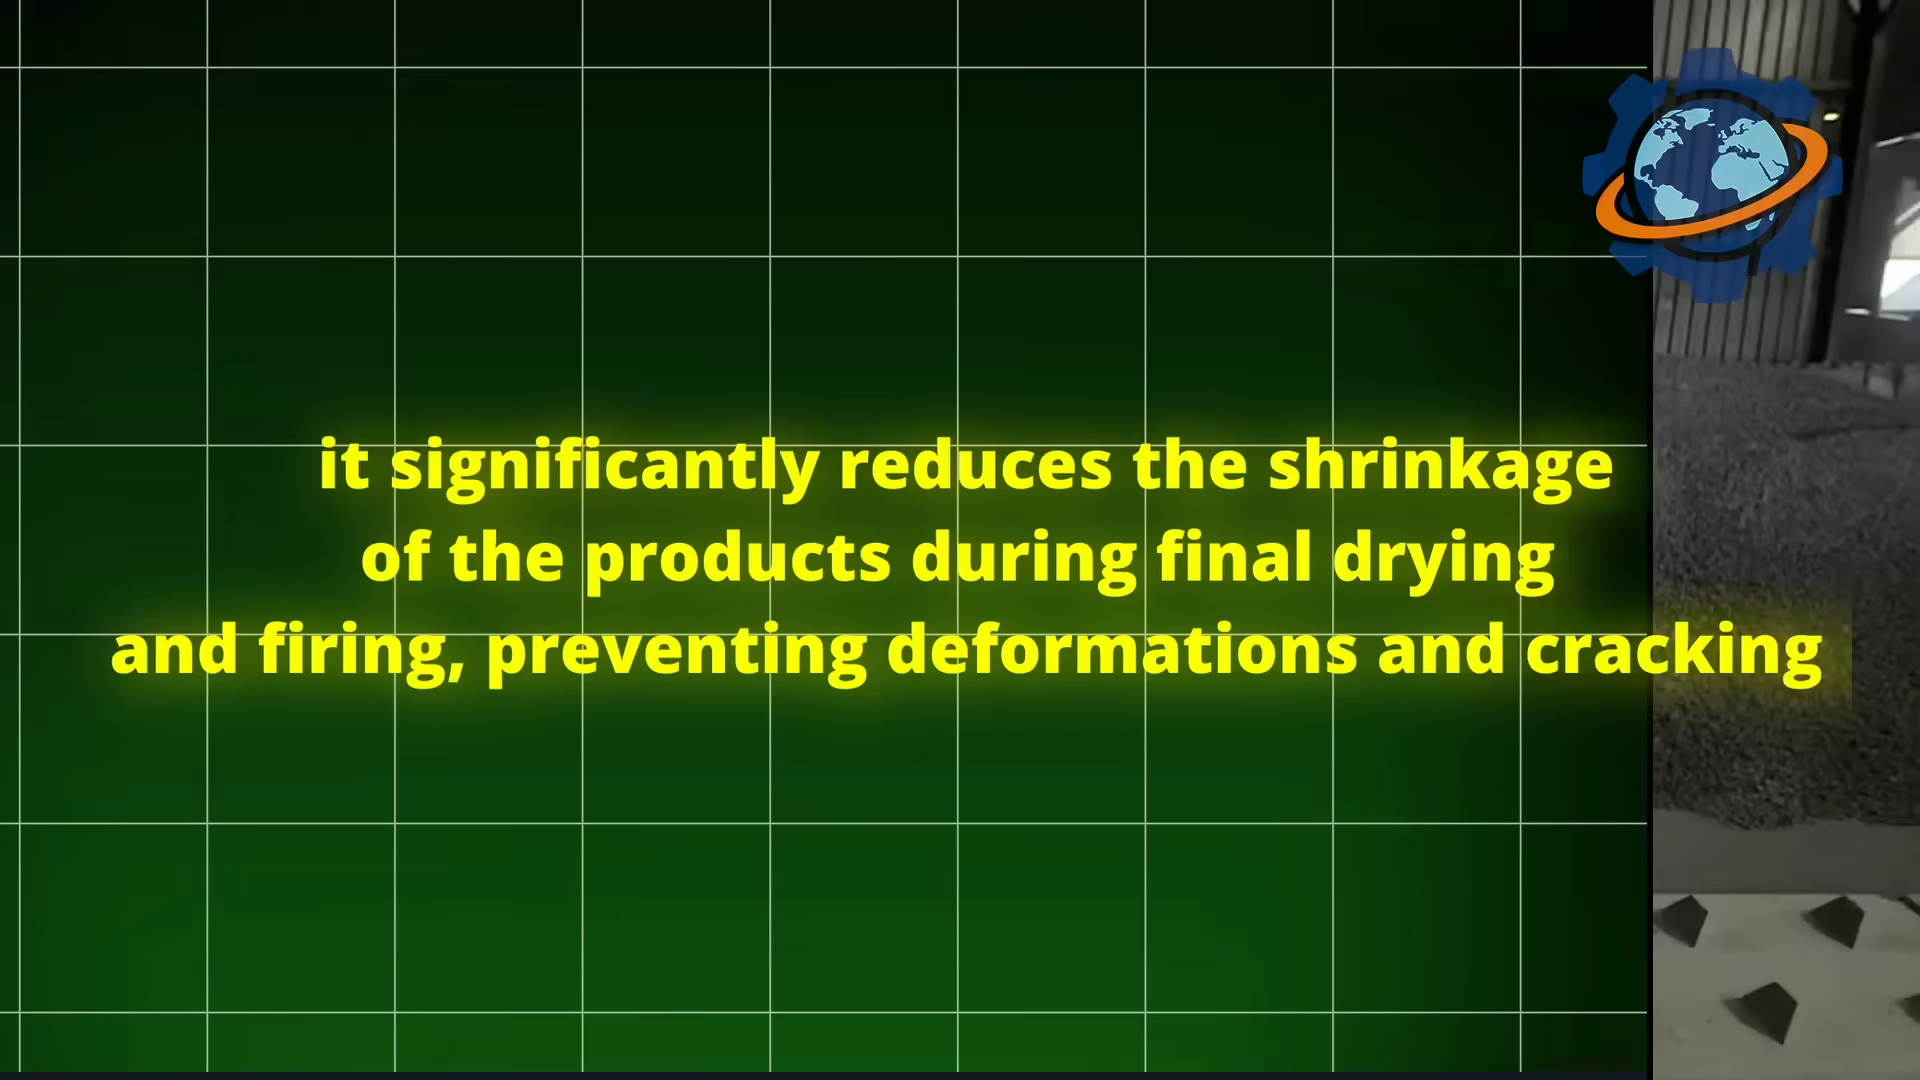 it significantly reduces the shrinkage
of the products during final drying
and firing, preventing deformations and cracking